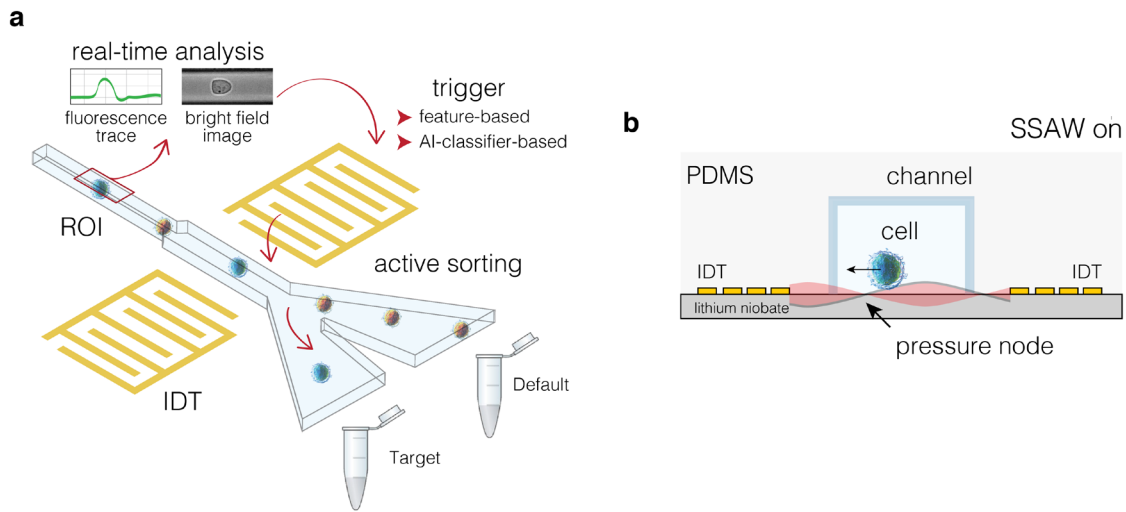 a
real-time analysis
fluorescence
trace
bright field
image
trigger
feature-based
AI-classifier-based
ROI
active sorting
IDT
Default
Target
b
SSAW on
PDMS
channel
cell
IDT
IDT
lithium niobate
pressure node